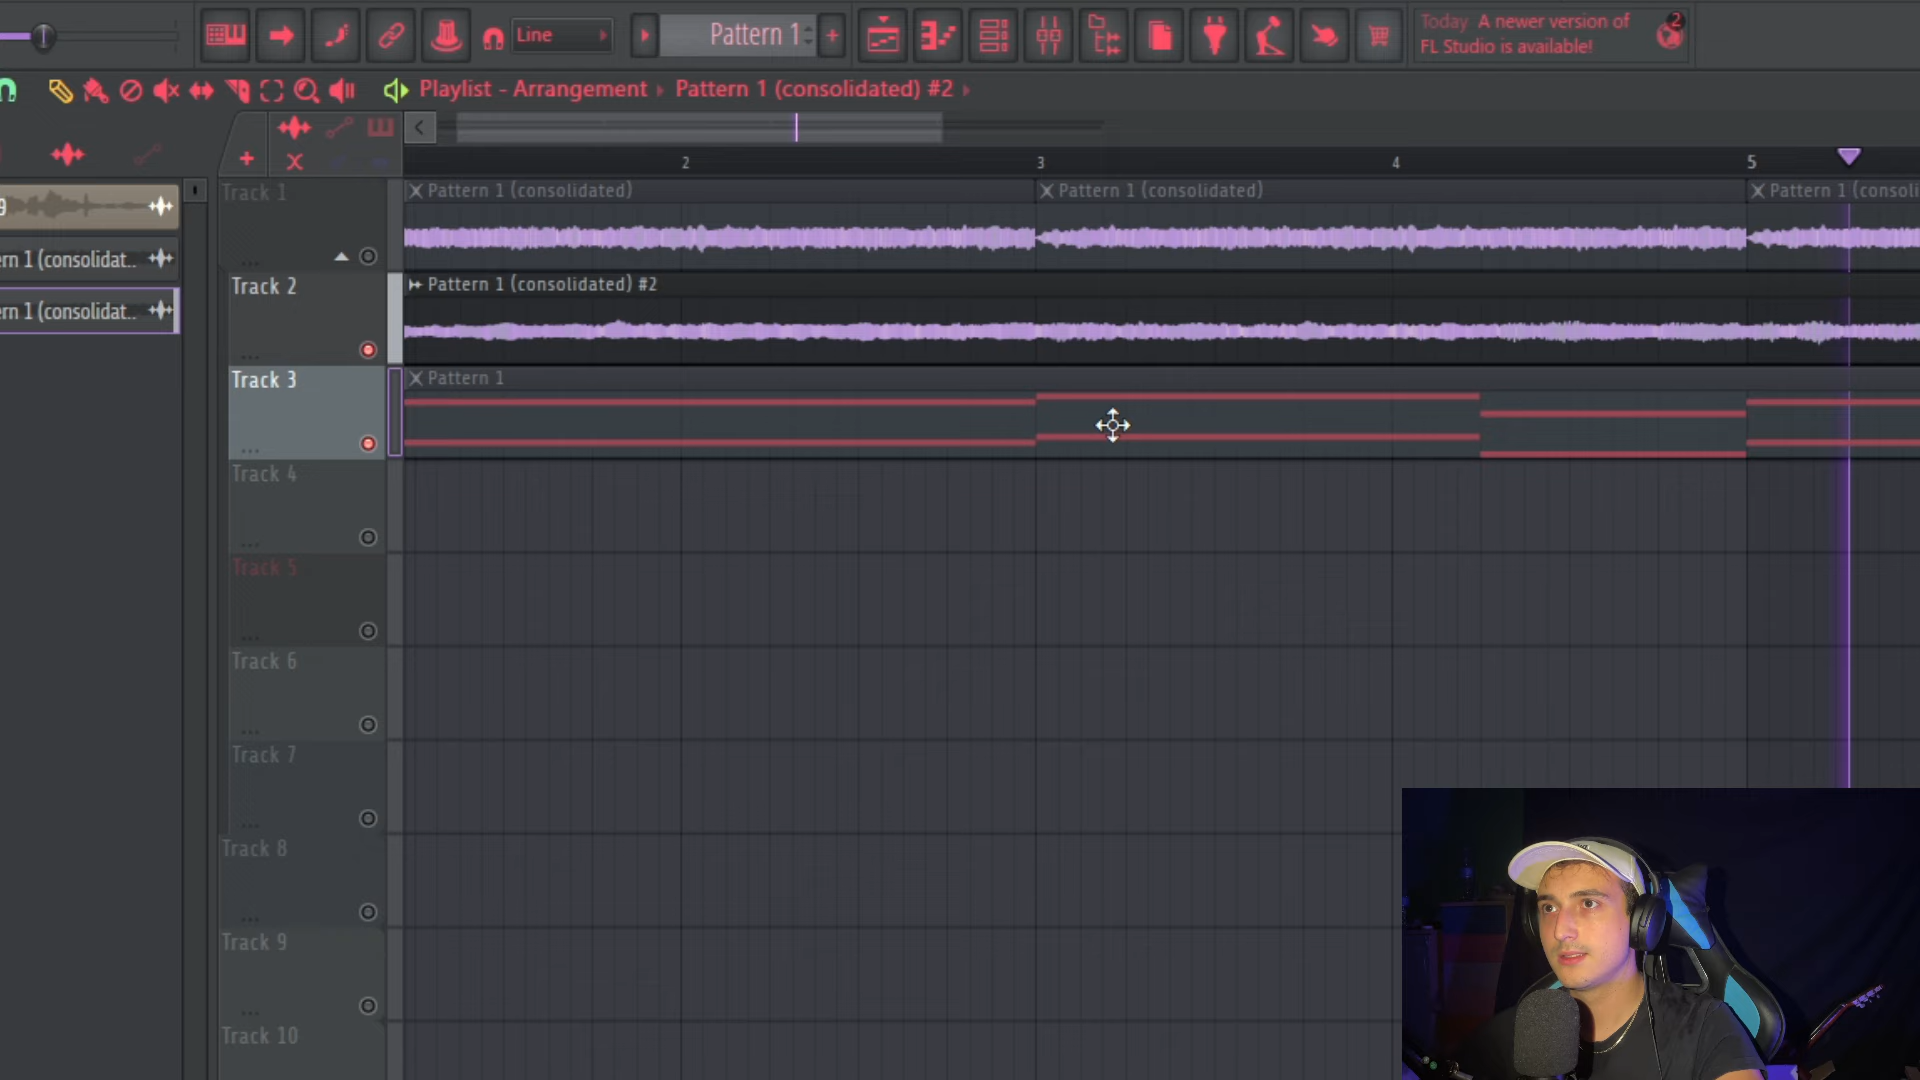 Line
Pattern 1
+
Today A newer version of
FL Studio is available!
2
Playlist - Arrangement
Pattern 1 (consolidated) #2
2
3
4
5
9
ern 1 (consolidat..
ern 1 (consolidat..
Track 1
Pattern 1 (consolidated)
Pattern 1 (consolidated)
Pattern 1 (consoli
Track 2
Pattern 1 (consolidated) #2
Track 3
Pattern 1
Track 4
Track 5
Track 6
Track 7
Track 8
Track 9
Track 10